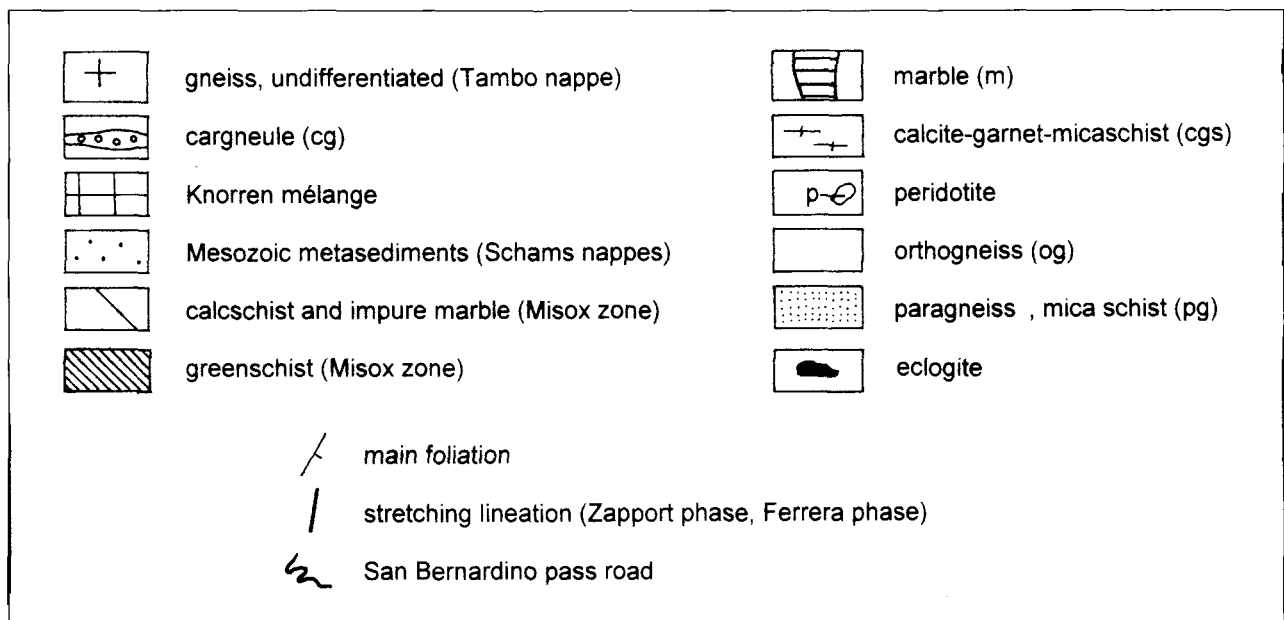 gneiss, undifferentiated (Tambo nappe)
cargneule (cg)
Knorren mélange
Mesozoic metasediments (Schams nappes)
calcschist and impure marble (Misox zone)
greenschist (Misox zone)
marble (m)
calcite-garnet-micaschist (cgs)
p
peridotite
orthogneiss (og)
paragneiss , mica schist (pg)
eclogite
main foliation
stretching lineation (Zapport phase, Ferrera phase)
San Bernardino pass road